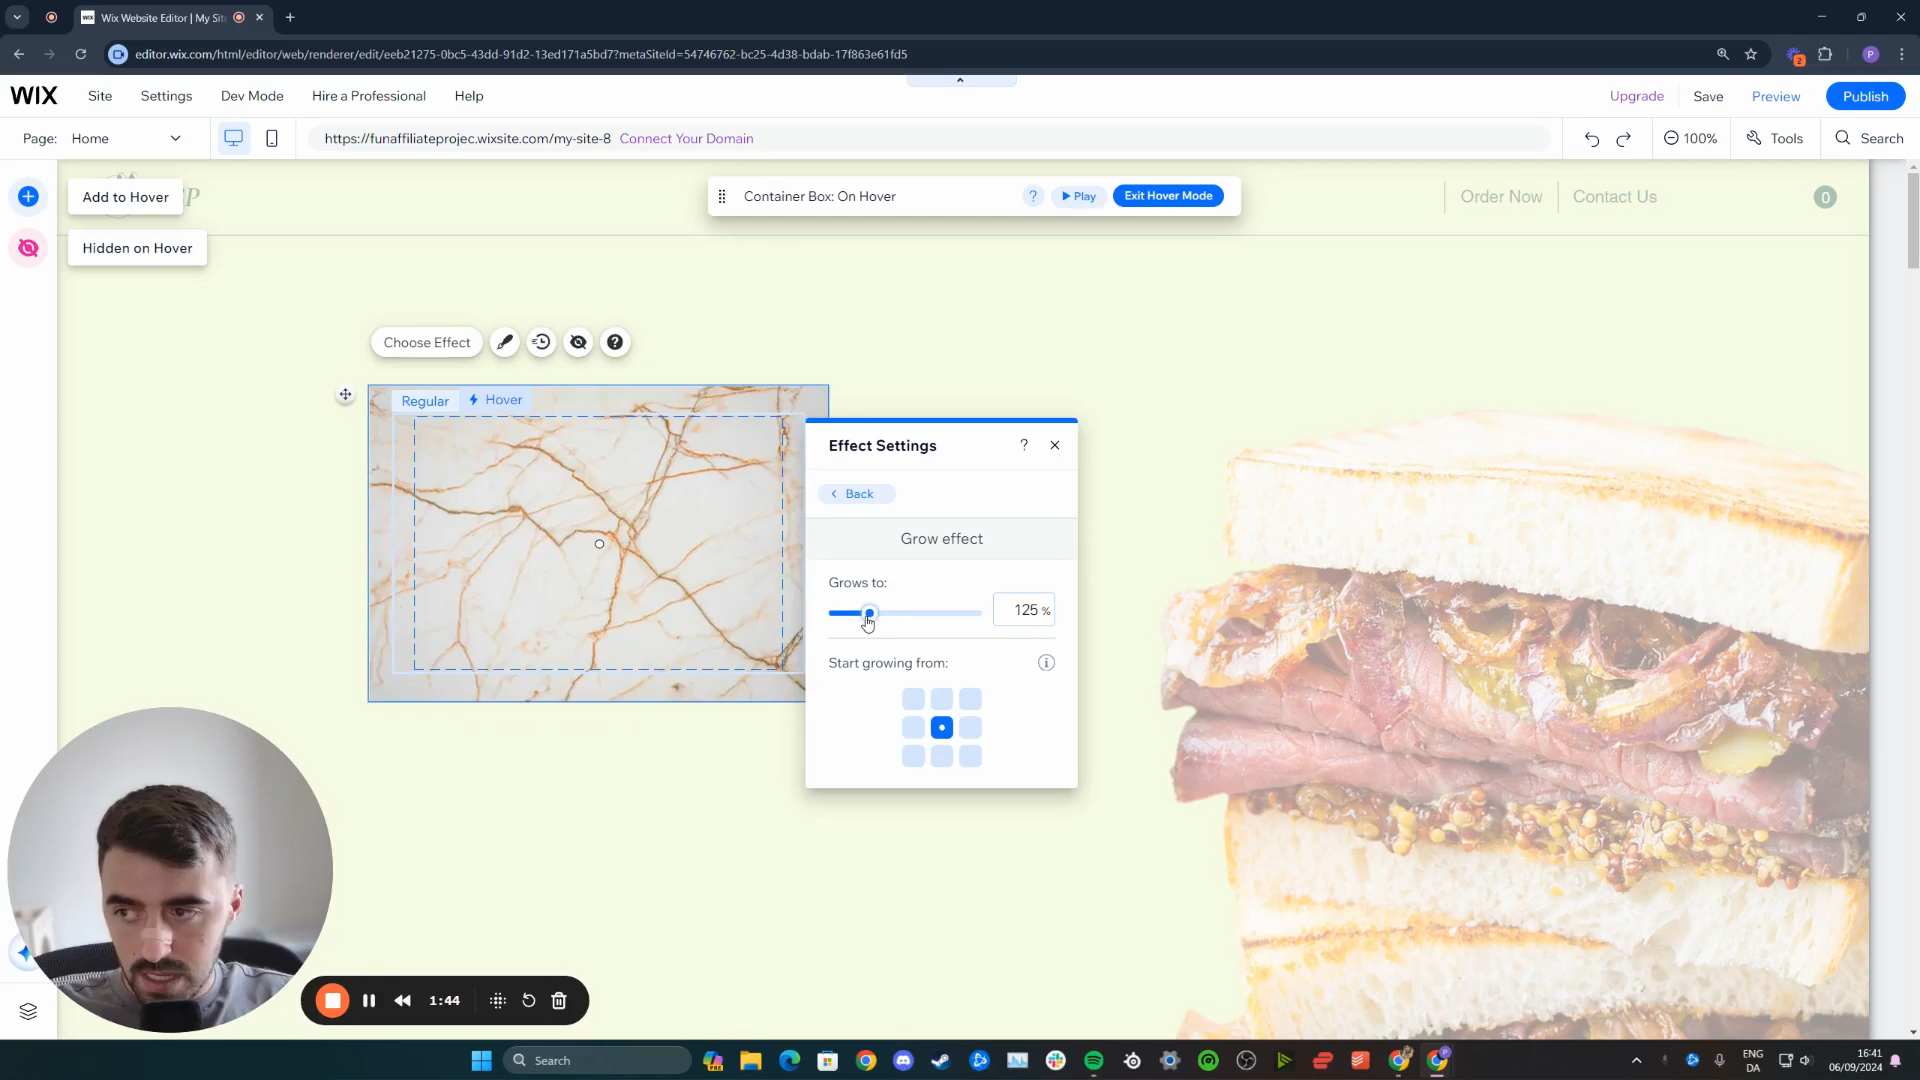 Wix Website Editor | My Sit
editor.wix.com/html/editor/web/renderer/edit/eeb21275-0bc5-43dd-91d2-13ed171a5bd7?metaSiteId=54746762-bc25-4d38-bdab-17f863e61fd5
2
P
WIX
Site
Settings
Dev Mode
Hire a Professional
Help
Upgrade
Save
Preview
Publish
Page: Home
https://funaffiliateprojec.wixsite.com/my-site-8 Connect Your Domain
100%
Tools
Search
Add to Hover
P
Container Box: On Hover
?
Play
Exit Hover Mode
Order Now
Contact Us
0
Hidden on Hover
Choose Effect
?
Regular
Hover
Effect Settings
?
Back
Grow effect
Grows to:
125 %
Start growing from:
i
1:44
Search
ENG
DA
16:41
06/09/2024